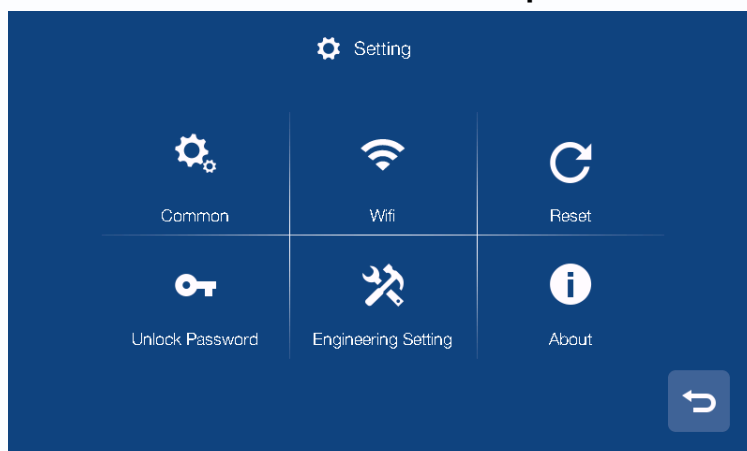 Setting
Common
Wifi
Reset
Unlock Password
Engineering Setting
About